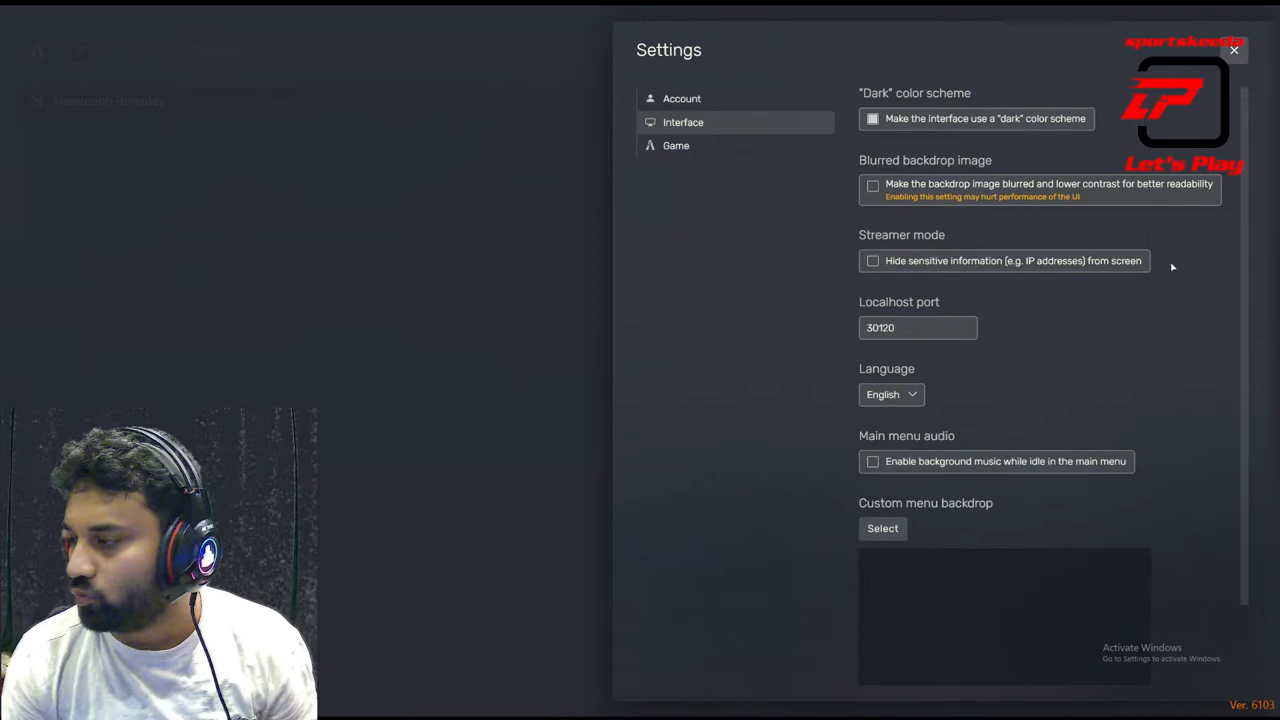 Settings
sportskeeda
Account
Interface
Game
"Dark" color scheme
Make the interface use a "dark" color scheme
LP
Let's Play
Blurred backdrop image
Make the backdrop image blurred and lower contrast for better readability
Enabling this setting may hurt performance of the UI
Streamer mode
Hide sensitive information (e.g. IP addresses) from screen
Localhost port
30120
Language
English
Main menu audio
Enable background music while idle in the main menu
Custom menu backdrop
Select
Activate Windows
Go to Settings to activate Windows.
Ver. 6103